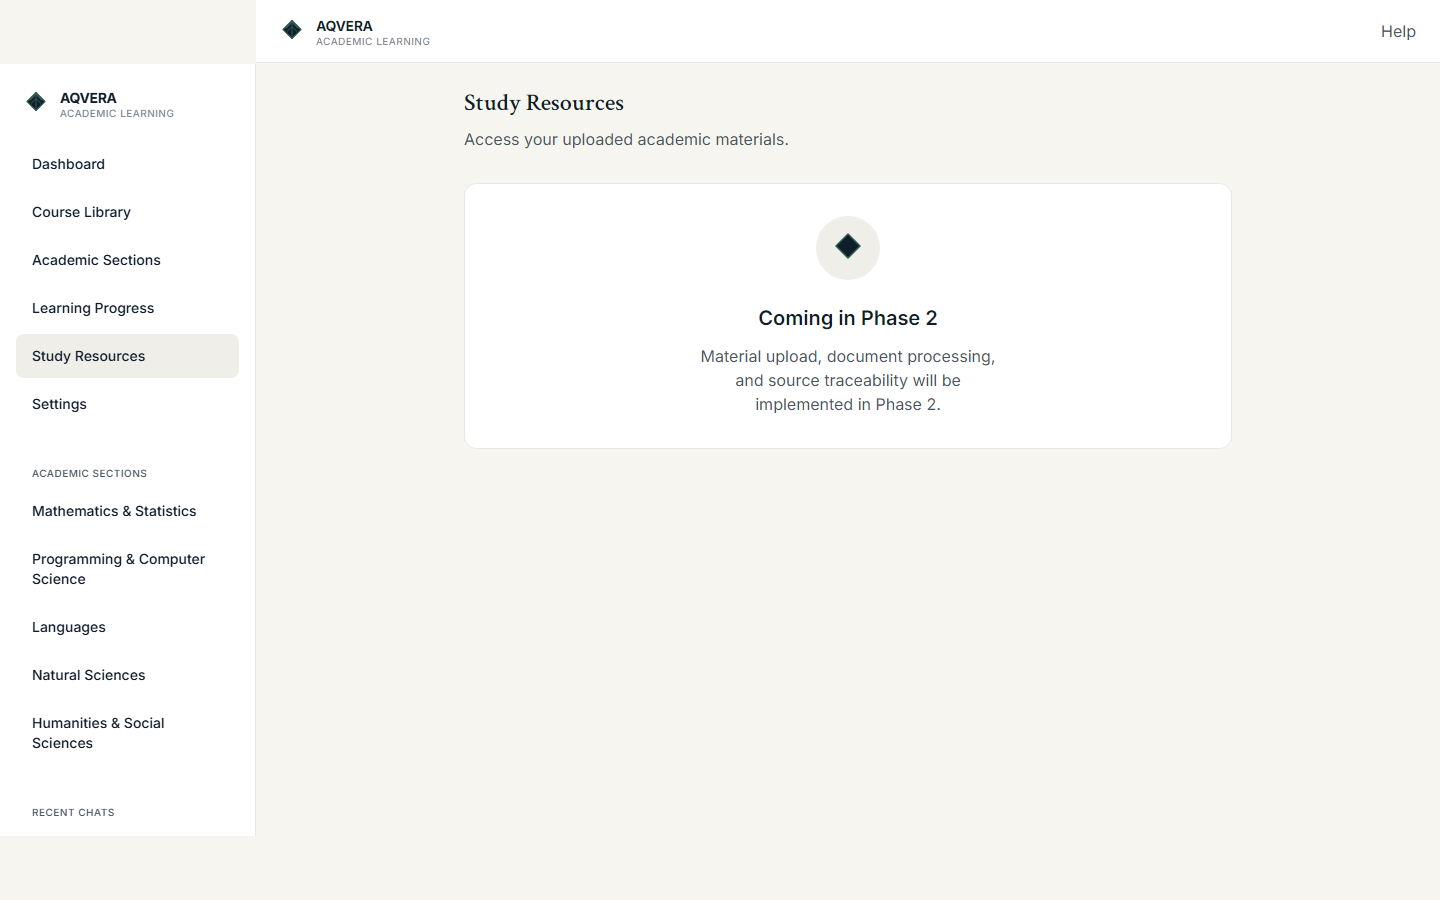 AQVERA
ACADEMIC LEARNING
Help
AQVERA
ACADEMIC LEARNING
Dashboard
Course Library
Academic Sections
Learning Progress
Study Resources
Settings
ACADEMIC SECTIONS
Mathematics & Statistics
Programming & Computer
Science
Languages
Natural Sciences
Humanities & Social
Sciences
RECENT CHATS
Study Resources
Access your uploaded academic materials.
Coming in Phase 2
Material upload, document processing,
and source traceability will be
implemented in Phase 2.